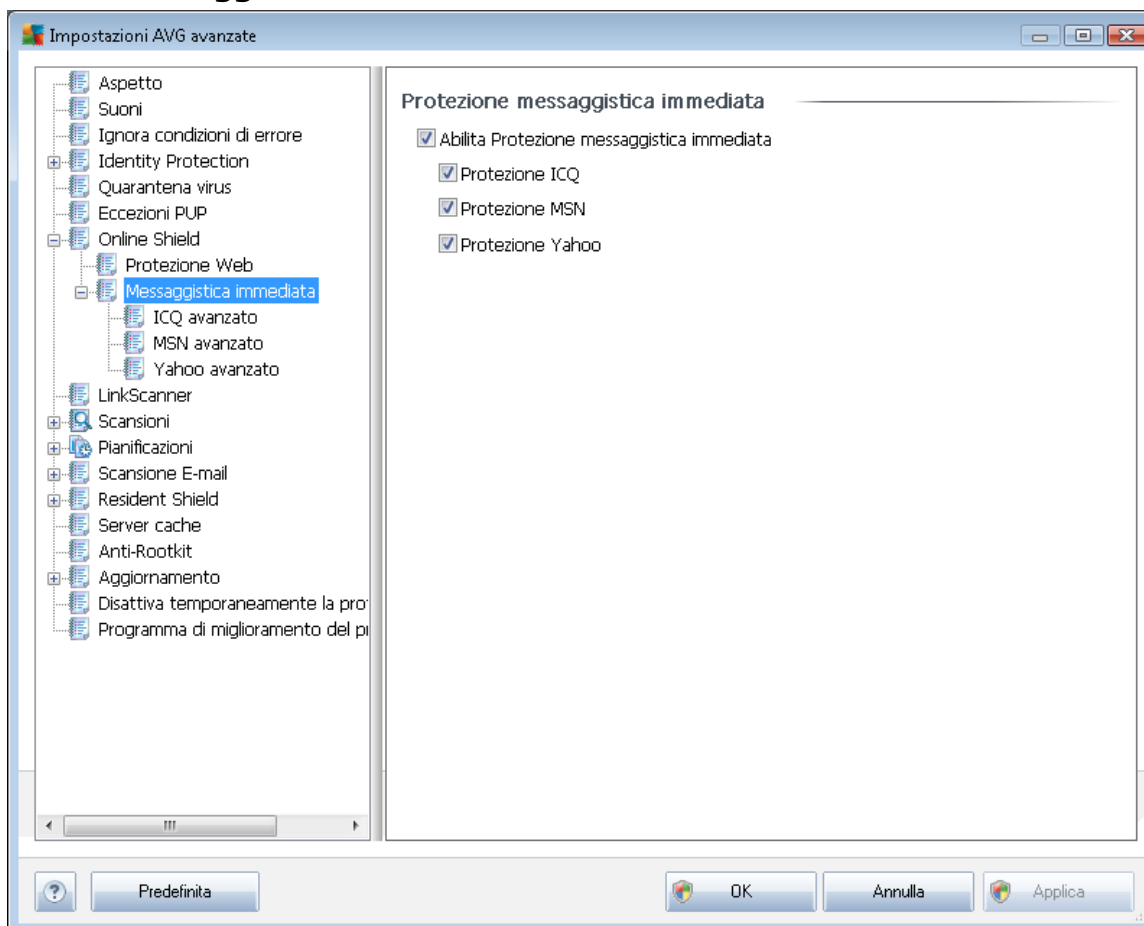 Impostazioni AVG avanzate
Aspetto
Suoni
Ignora condizioni di errore
Identity Protection
Quarantena virus
Eccezioni PUP
Online Shield
Protezione Web
Messaggistica immediata
ICQ avanzato
MSN avanzato
Yahoo avanzato
LinkScanner
Scansioni
Pianificazioni
Scansione E-mail
Resident Shield
Server cache
Anti-Rootkit
Aggiornamento
Disattiva temporaneamente la
Programma di miglioramento del
Protezione messaggistica immediata
Abilita Protezione messaggistica immediata
Protezione ICQ
Protezione MSN
Protezione Yahoo
Predefinita
OK
Annulla
Applica